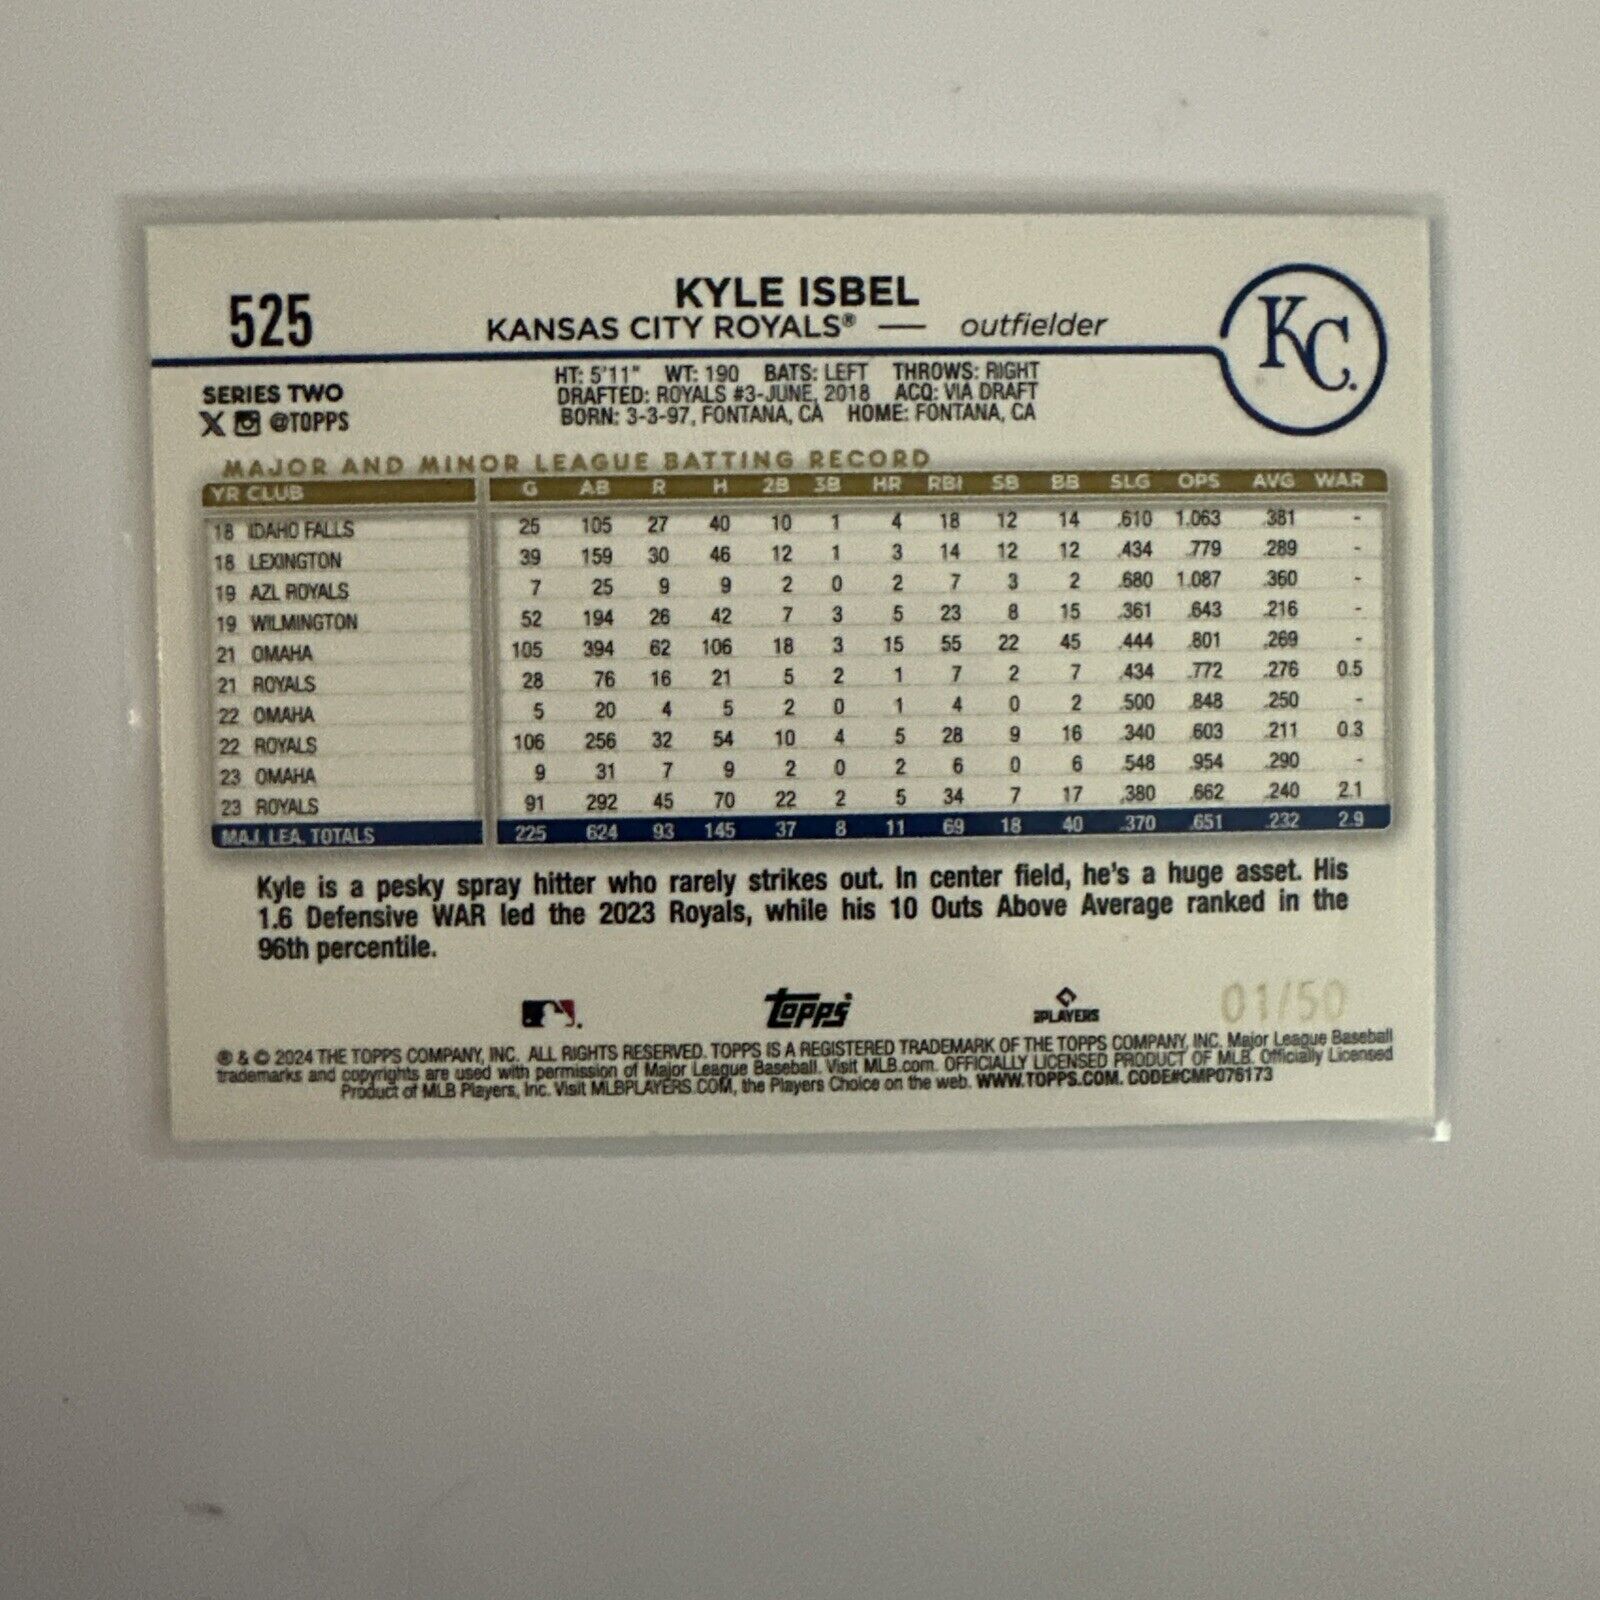 525
KYLE ISBEL
KANSAS CITY ROYALS® — outfielder
KC.
SERIES TWO
X @TOPPS
HT: 5'11" WT: 190 BATS: LEFT THROWS: RIGHT
DRAFTED: ROYALS #3-JUNE, 2018 ACQ: VIA DRAFT
BORN: 3-3-97, FONTANA, CA HOME: FONTANA, CA
MAJOR AND MINOR LEAGUE BATTING RECORD
YR CLUB G AB R H 2B 3B HR RBI SB BB SLG OPS AVG WAR
18 IDAHO FALLS 25 105 27 40 10 1 4 18 12 14 .610 1.063 .381 -
18 LEXINGTON 39 159 30 46 12 1 3 14 12 12 .434 .779 .289 -
19 AZL ROYALS 7 25 9 9 2 0 2 7 3 2 .680 1.087 .360 -
19 WILMINGTON 52 194 26 42 7 3 5 23 8 15 .361 .643 .216 -
21 OMAHA 105 394 62 106 18 3 15 55 22 45 .444 .801 .269 -
21 ROYALS 28 76 16 21 5 2 1 7 2 7 .434 .772 .276 0.5
22 OMAHA 5 20 4 5 2 0 1 4 0 2 .500 .848 .250 -
22 ROYALS 106 256 32 54 10 4 5 28 9 16 .340 .603 .211 0.3
23 OMAHA 9 31 7 9 2 0 2 6 0 6 .548 .954 .290 -
23 ROYALS 91 292 45 70 22 2 5 34 7 17 .380 .662 .240 2.1
MAJ. LEA. TOTALS 225 624 93 145 37 8 11 69 18 40 .370 .651 .232 2.9
Kyle is a pesky spray hitter who rarely strikes out. In center field, he's a huge asset. His
1.6 Defensive WAR led the 2023 Royals, while his 10 Outs Above Average ranked in the
96th percentile.
topps
PLAYERS
01/50
® & © 2024 THE TOPPS COMPANY, INC. ALL RIGHTS RESERVED. TOPPS IS A REGISTERED TRADEMARK OF THE TOPPS COMPANY, INC. Major League Baseball
trademarks and copyrights are used with permission of Major League Baseball. Visit MLB.com. OFFICIALLY LICENSED PRODUCT OF MLB. Officially Licensed
Product of MLB Players, Inc. Visit MLBPLAYERS.COM, the Players Choice on the web. WWW.TOPPS.COM. CODE#CMP076173